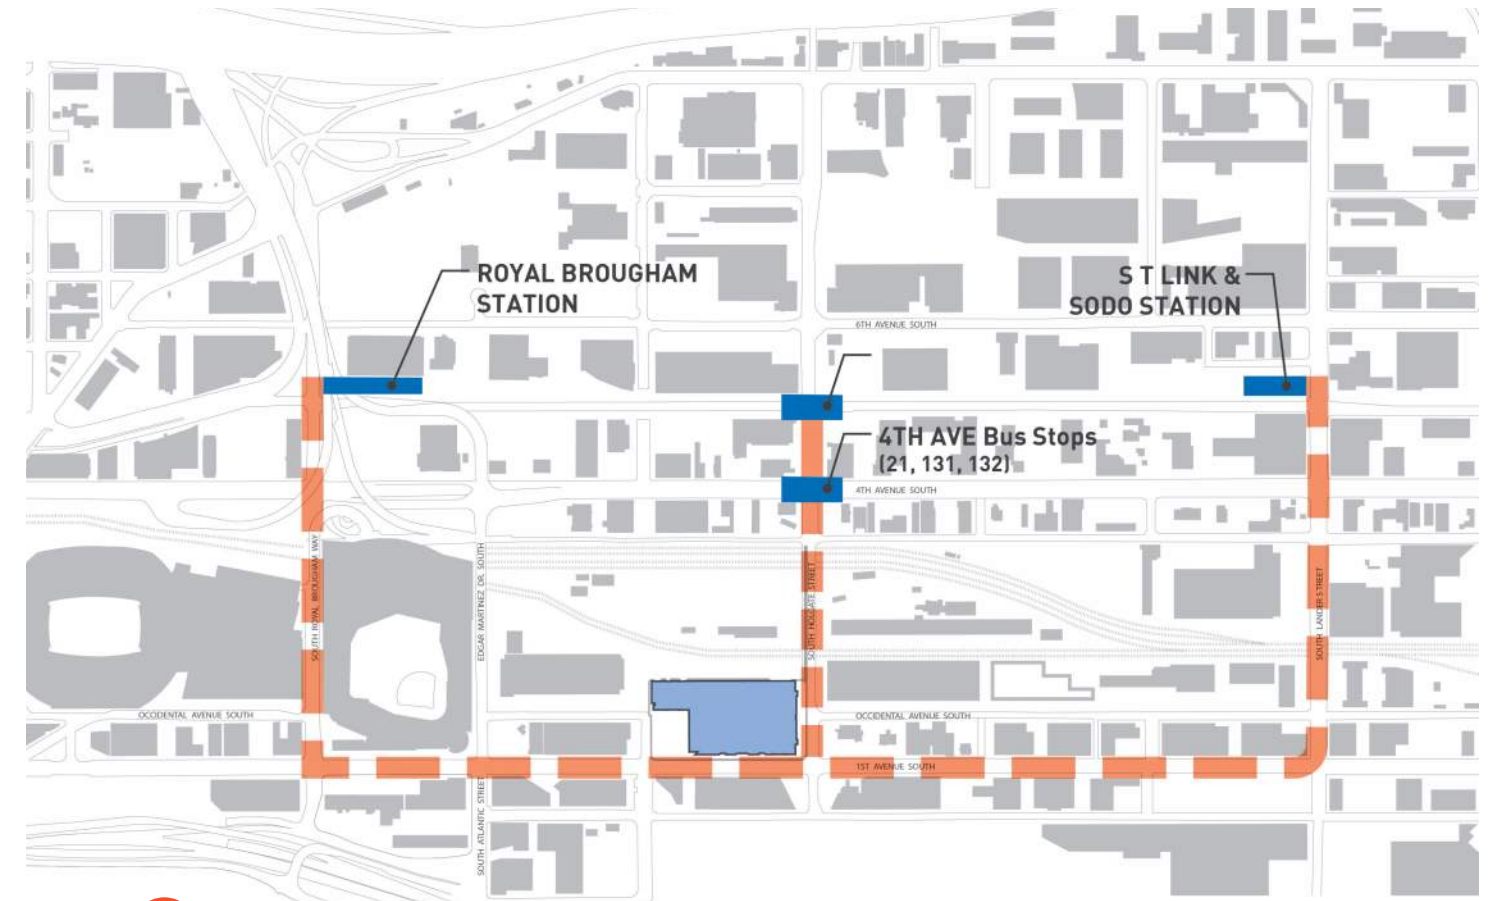 ROYAL BROUGHAM
STATION
S T LINK &
SODO STATION
6TH AVENUE SOUTH
4TH AVE Bus Stops
(21, 131, 132)
4TH AVENUE SOUTH
SOUTH ROYAL BROUGHAM WAY
EDGAR MARTINEZ DR. SOUTH
SOUTH HOLGATE STREET
SOUTH LANDER STREET
OCCIDENTAL AVENUE SOUTH
OCCIDENTAL AVENUE SOUTH
1ST AVENUE SOUTH
SOUTH ATLANTIC STREET